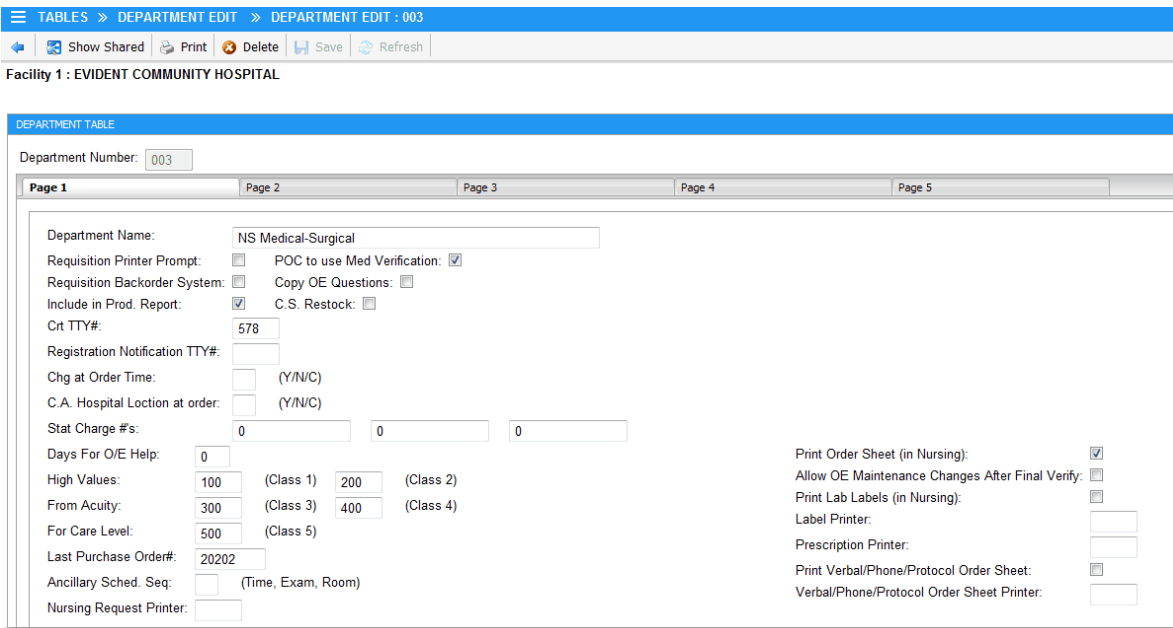 TABLES » DEPARTMENT EDIT » DEPARTMENT EDIT : 003
Show Shared Print Delete Save Refresh
Facility 1 : EVIDENT COMMUNITY HOSPITAL
DEPARTMENT TABLE
Department Number: 003
Page 1 Page 2 Page 3 Page 4 Page 5
Department Name: NS Medical-Surgical
Requisition Printer Prompt: POC to use Med Verification:
Requisition Backorder System: Copy OE Questions:
Include in Prod. Report: C.S. Restock:
Crt TTY#: 578
Registration Notification TTY#:
Chg at Order Time: (Y/N/C)
C.A. Hospital Loction at order: (Y/N/C)
Stat Charge #'s: 0 0 0
Days For O/E Help: 0 Print Order Sheet (in Nursing):
High Values: 100 (Class 1) 200 (Class 2) Allow OE Maintenance Changes After Final Verify:
Print Lab Labels (in Nursing):
From Acuity: 300 (Class 3) 400 (Class 4)
Label Printer:
For Care Level: 500 (Class 5)
Prescription Printer:
Last Purchase Order#: 20202
Print Verbal/Phone/Protocol Order Sheet:
Ancillary Sched. Seq: (Time, Exam, Room)
Verbal/Phone/Protocol Order Sheet Printer:
Nursing Request Printer: